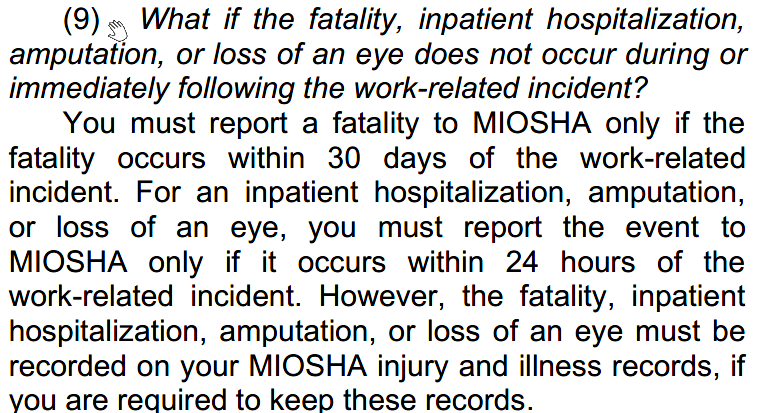 (9) What if the fatality, inpatient hospitalization,
amputation, or loss of an eye does not occur during or
immediately following the work-related incident?
You must report a fatality to MIOSHA only if the
fatality occurs within 30 days of the work-related
incident. For an inpatient hospitalization, amputation,
or loss of an eye, you must report the event to
MIOSHA only if it occurs within 24 hours of the
work-related incident. However, the fatality, inpatient
hospitalization, amputation, or loss of an eye must be
recorded on your MIOSHA injury and illness records, if
you are required to keep these records.